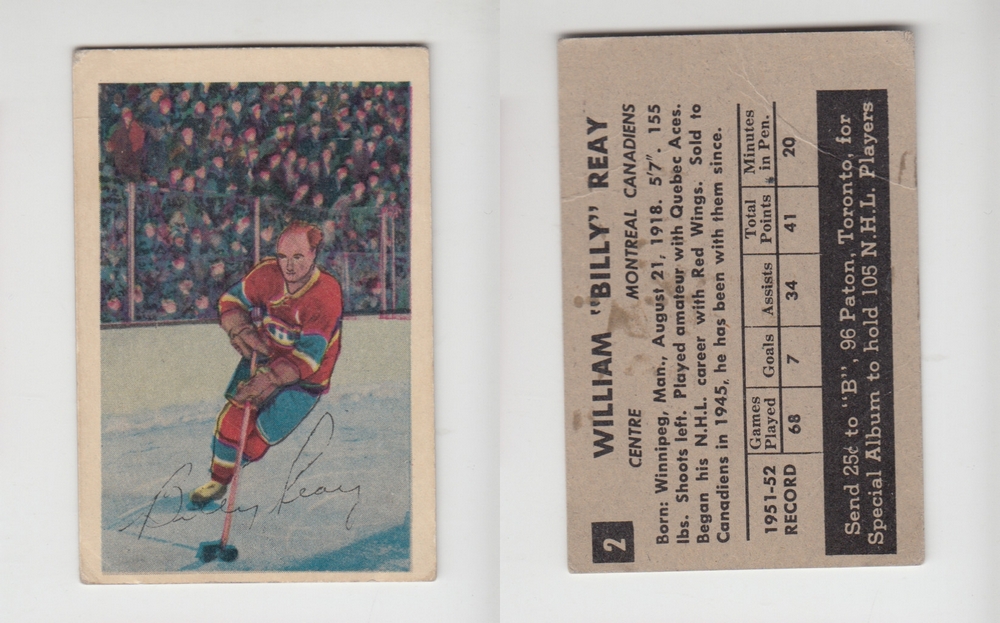 Billy Reay
2
WILLIAM "BILLY" REAY
CENTRE MONTREAL CANADIENS
Born: Winnipeg, Man., August 21, 1918. 5'7". 155
lbs. Shoots left. Played amateur with Quebec Aces.
Began his N.H.L. career with Red Wings. Sold to
Canadiens in 1945, he has been with them since.
1951-52 RECORD
Games Played Goals Assists Total Points Minutes in Pen.
68 7 34 41 20
Send 25¢ to "B", 96 Paton, Toronto, for
Special Album to hold 105 N.H.L. Players